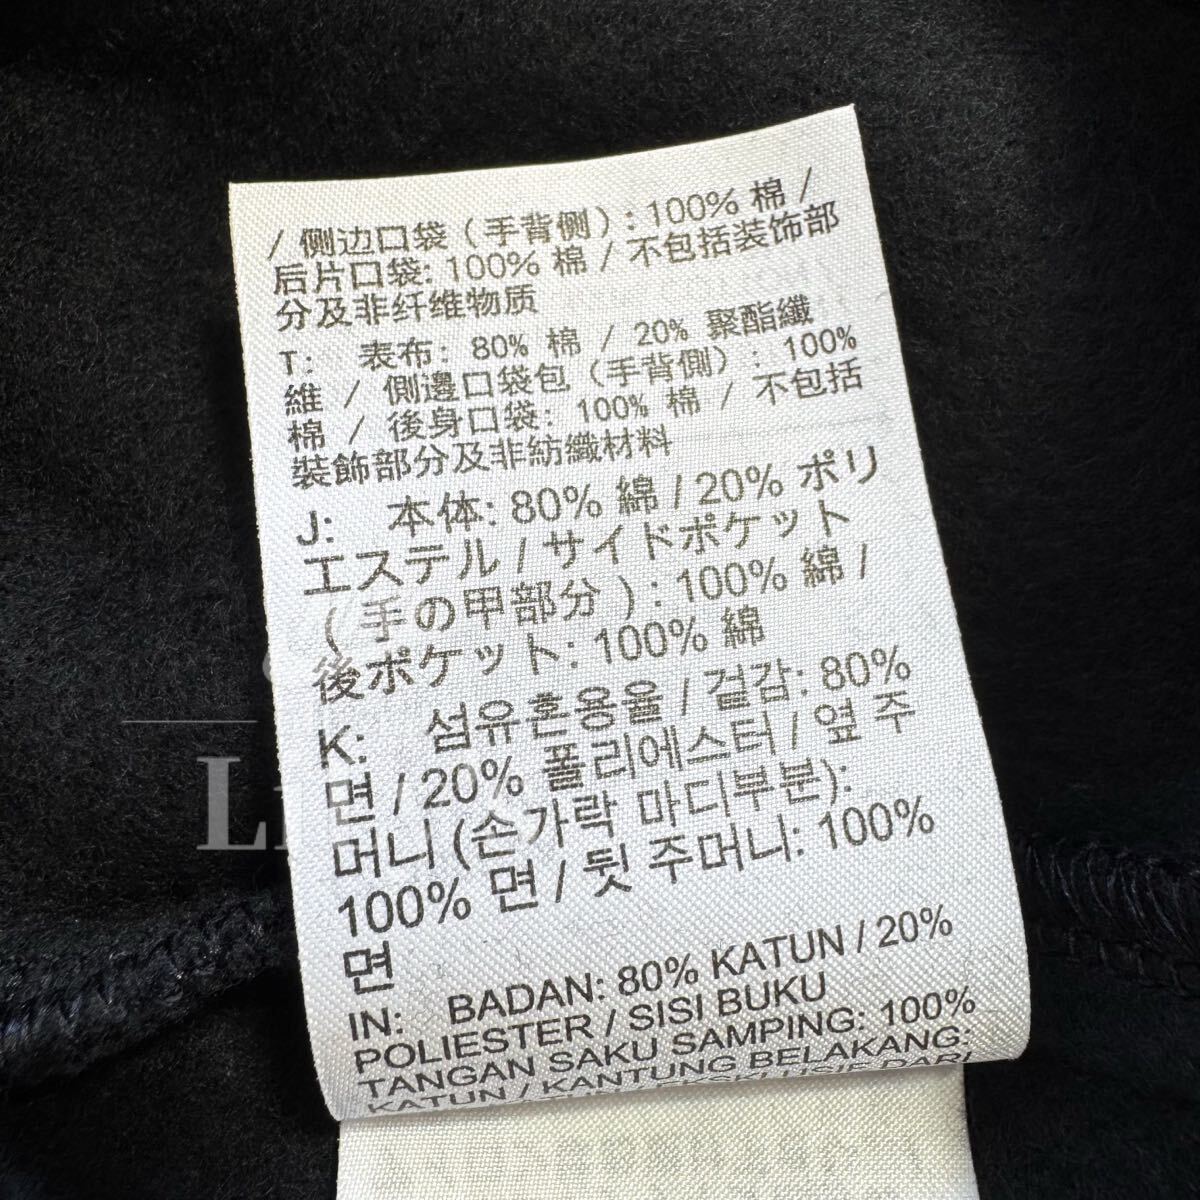 / 侧边口袋 (手背侧) : 100% 棉 /
后片口袋: 100% 棉 / 不包括装饰部
分及非纤维物质
T: 表布: 80% 棉 / 20% 聚酯纖
維 / 側邊口袋包 (手背側) : 100%
棉 / 後身口袋: 100% 棉 / 不包括
裝飾部分及非紡織材料
J: 本体: 80% 綿 / 20% ポリ
エステル / サイドポケット
( 手の甲部分 ) : 100% 綿 /
後ポケット: 100% 綿
K: 섬유혼용율 / 겉감: 80%
면 / 20% 폴리에스터 / 옆 주
머니 (손가락 마디부분):
100% 면 / 뒷 주머니: 100%
면
IN: BADAN: 80% KATUN / 20%
POLIESTER / SISI BUKU
TANGAN SAKU SAMPING: 100%
KATUN / KANTUNG BELAKANG: